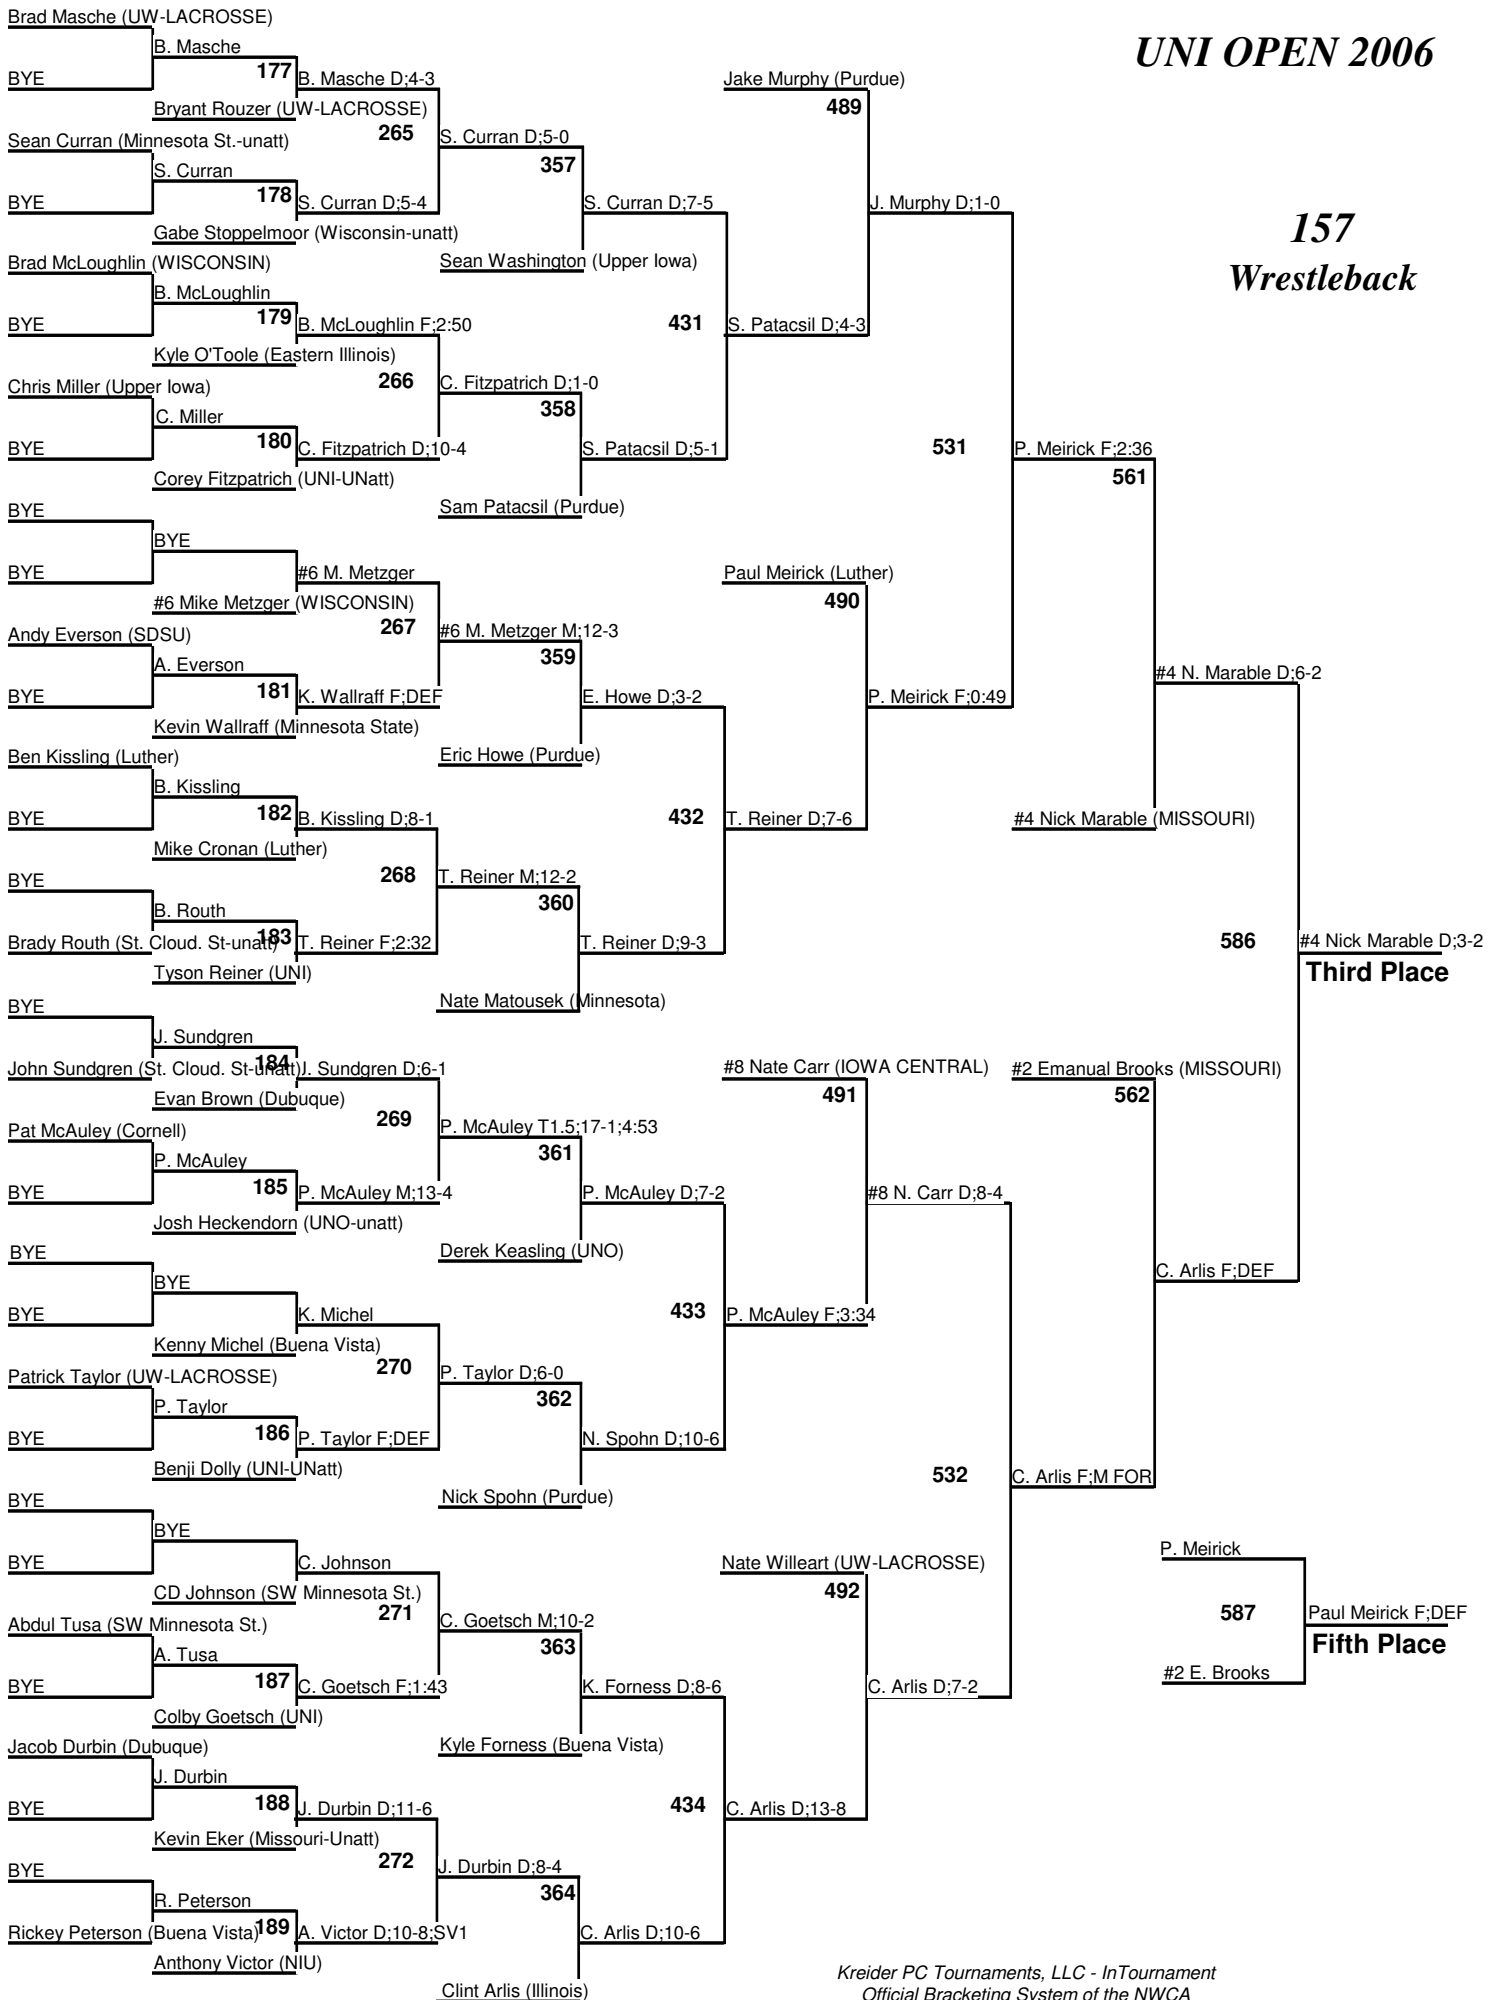 Brad Masche (UW-LACROSSE)
UNI OPEN 2006
B. Masche
BYE
177
B. Masche D;4-3
Jake Murphy (Purdue)
Bryant Rouzer (UW-LACROSSE)
489
265
Sean Curran (Minnesota St.-unatt)
S. Curran D;5-0
357
S. Curran
178
BYE
S. Curran D;5-4
S. Curran D;7-5
J. Murphy D;1-0
157
Wrestleback
Gabe Stoppelmoor (Wisconsin-unatt)
Brad McLoughlin (WISCONSIN)
Sean Washington (Upper Iowa)
B. McLoughlin
179
BYE
B. McLoughlin F;2:50
431
S. Patacsil D;4-3
Kyle O'Toole (Eastern Illinois)
266
Chris Miller (Upper Iowa)
C. Fitzpatrich D;1-0
358
C. Miller
180
BYE
C. Fitzpatrich D;10-4
S. Patacsil D;5-1
531
P. Meirick F;2:36
561
Corey Fitzpatrich (UNI-UNatt)
BYE
Sam Patacsil (Purdue)
BYE
BYE
#6 M. Metzger
Paul Meirick (Luther)
490
#6 Mike Metzger (WISCONSIN)
267
Andy Everson (SDSU)
#6 M. Metzger M;12-3
359
A. Everson
#4 N. Marable D;6-2
181
BYE
K. Wallraff F;DEF
E. Howe D;3-2
P. Meirick F;0:49
Kevin Wallraff (Minnesota State)
Ben Kissling (Luther)
Eric Howe (Purdue)
B. Kissling
182
BYE
B. Kissling D;8-1
432
T. Reiner D;7-6
#4 Nick Marable (MISSOURI)
Mike Cronan (Luther)
268
BYE
T. Reiner M;12-2
360
B. Routh
183
Brady Routh (St. Cloud. St-unatt)
T. Reiner F;2:32
T. Reiner D;9-3
586
#4 Nick Marable D;3-2
Third Place
Tyson Reiner (UNI)
BYE
Nate Matousek (Minnesota)
J. Sundgren
184
John Sundgren (St. Cloud. St-unatt)
J. Sundgren D;6-1
#8 Nate Carr (IOWA CENTRAL)
#2 Emanual Brooks (MISSOURI)
491
562
Evan Brown (Dubuque)
269
Pat McAuley (Cornell)
P. McAuley T1.5;17-1;4:53
361
P. McAuley
185
BYE
P. McAuley M;13-4
P. McAuley D;7-2
#8 N. Carr D;8-4
Josh Heckendorn (UNO-unatt)
BYE
Derek Keasling (UNO)
BYE
C. Arlis F;DEF
BYE
K. Michel
433
P. McAuley F;3:34
Kenny Michel (Buena Vista)
270
Patrick Taylor (UW-LACROSSE)
P. Taylor D;6-0
362
P. Taylor
186
BYE
P. Taylor F;DEF
N. Spohn D;10-6
Benji Dolly (UNI-UNatt)
532
C. Arlis F;M FOR
BYE
Nick Spohn (Purdue)
BYE
P. Meirick
BYE
C. Johnson
Nate Willeart (UW-LACROSSE)
492
CD Johnson (SW Minnesota St.)
271
Abdul Tusa (SW Minnesota St.)
C. Goetsch M;10-2
587
Paul Meirick F;DEF
Fifth Place
363
A. Tusa
187
#2 E. Brooks
BYE
C. Goetsch F;1:43
K. Forness D;8-6
C. Arlis D;7-2
Colby Goetsch (UNI)
Jacob Durbin (Dubuque)
Kyle Forness (Buena Vista)
J. Durbin
188
BYE
J. Durbin D;11-6
434
C. Arlis D;13-8
Kevin Eker (Missouri-Unatt)
272
BYE
J. Durbin D;8-4
364
R. Peterson
189
Rickey Peterson (Buena Vista)
A. Victor D;10-8;SV1
C. Arlis D;10-6
Anthony Victor (NIU)
Clint Arlis (Illinois)
Kreider PC Tournaments, LLC - InTournament
Official Bracketing System of the NWCA